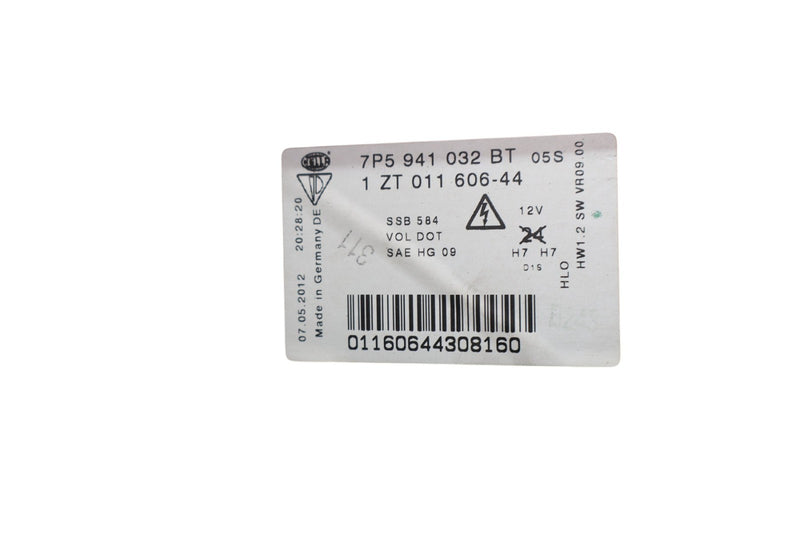 HELLA
7P5 941 032 BT 05S
1 ZT 011 606-44
SSB 584
VOL DOT
SAE HG 09
12V
24
H7 H7
D1S
311
07.05.2012 20:28:20
Made in Germany DE
HLO
HW1.2 SW VR09.00.
01160644308160